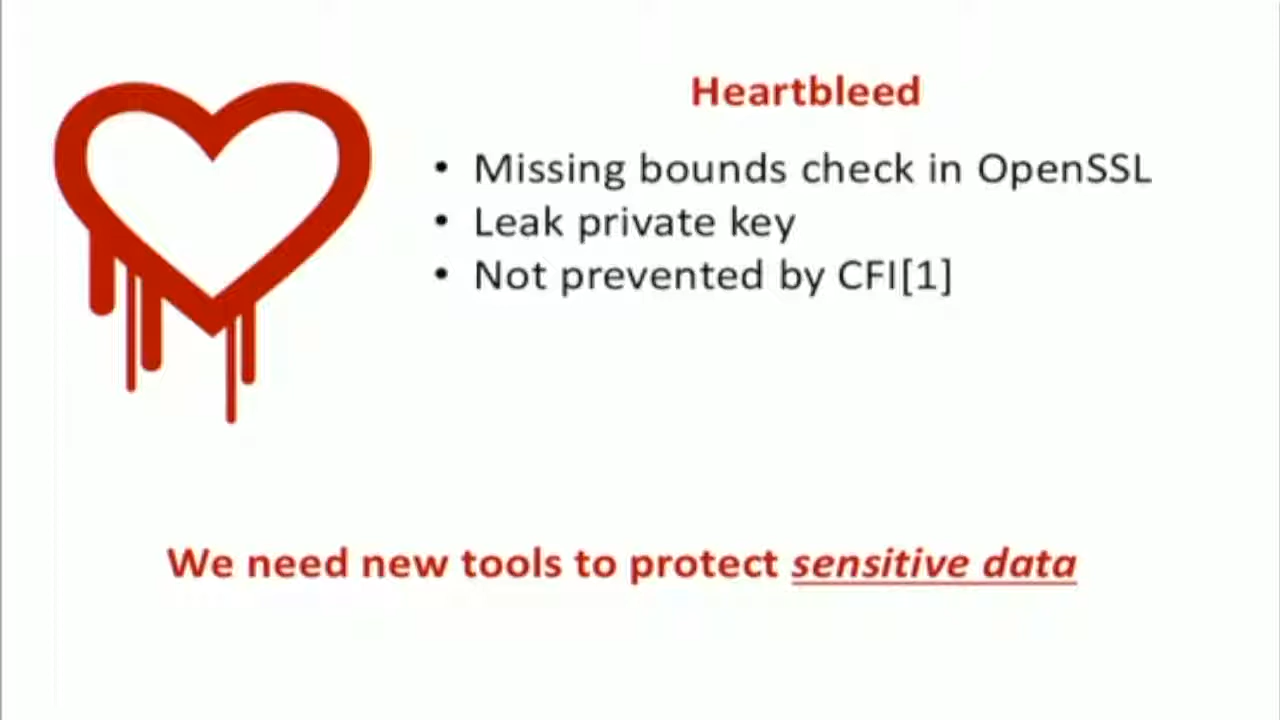 Heartbleed
• Missing bounds check in OpenSSL
• Leak private key
• Not prevented by CFI[1]
We need new tools to protect sensitive data